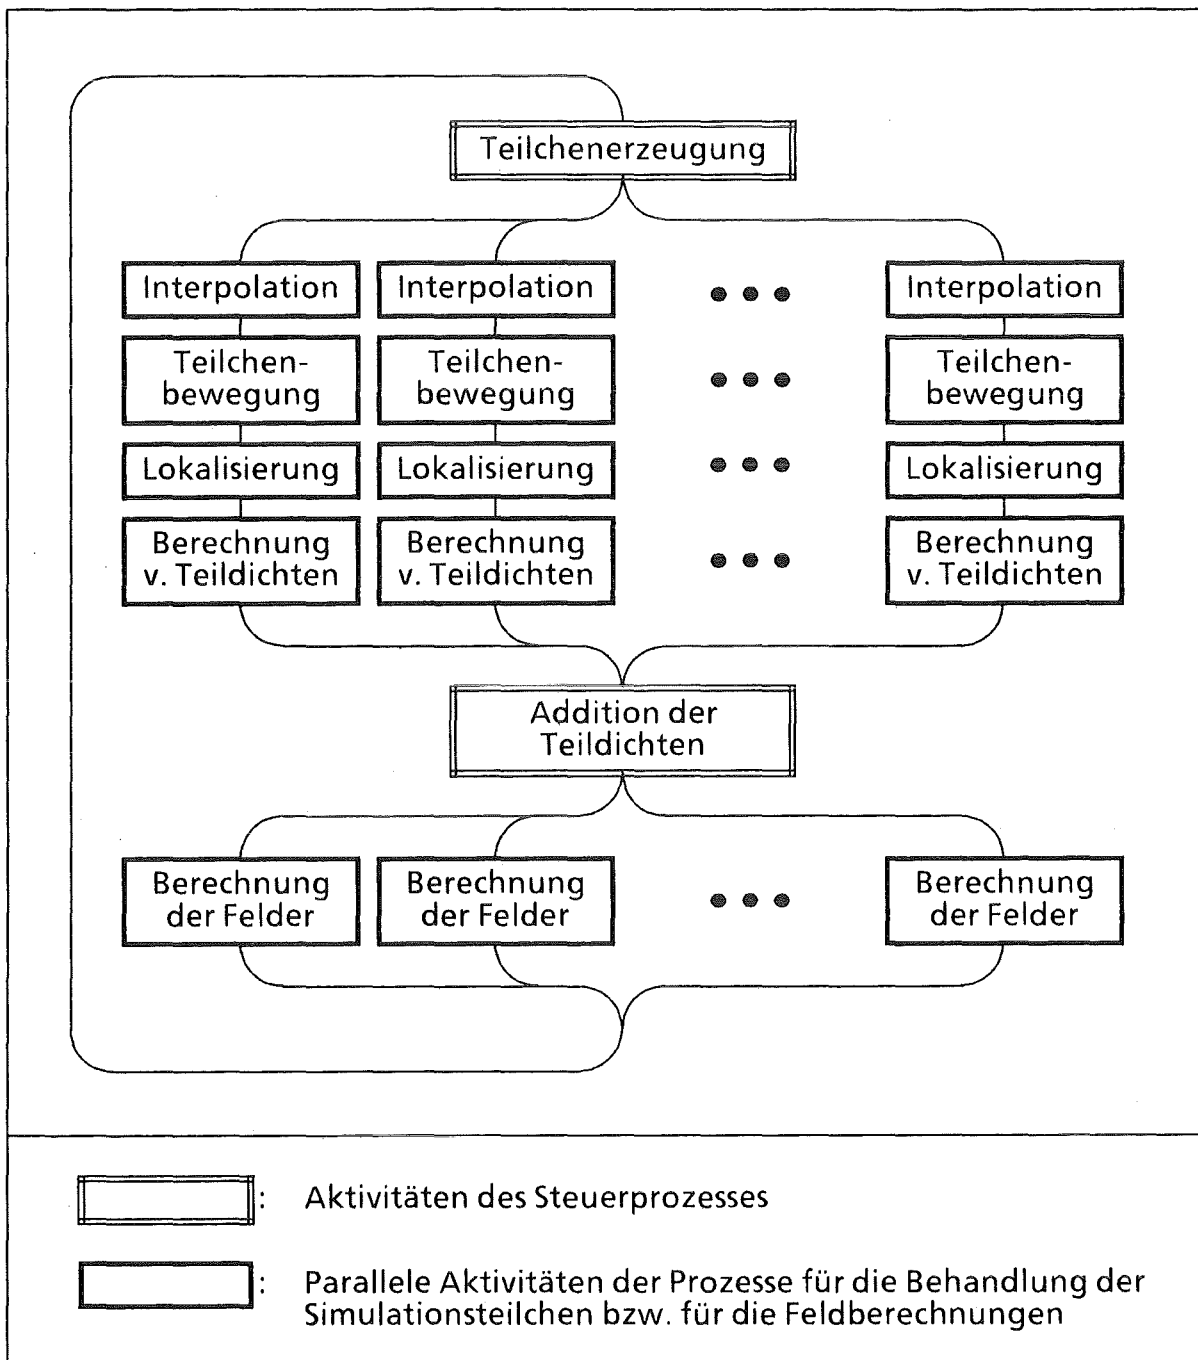 Teilchenerzeugung
Interpolation
Interpolation
Interpolation
Teilchen-
bewegung
Teilchen-
bewegung
Teilchen-
bewegung
Lokalisierung
Lokalisierung
Lokalisierung
Berechnung
v. Teildichten
Berechnung
v. Teildichten
Berechnung
v. Teildichten
Addition der
Teildichten
Berechnung
der Felder
Berechnung
der Felder
Berechnung
der Felder
: Aktivitäten des Steuerprozesses
: Parallele Aktivitäten der Prozesse für die Behandlung der
Simulationsteilchen bzw. für die Feldberechnungen